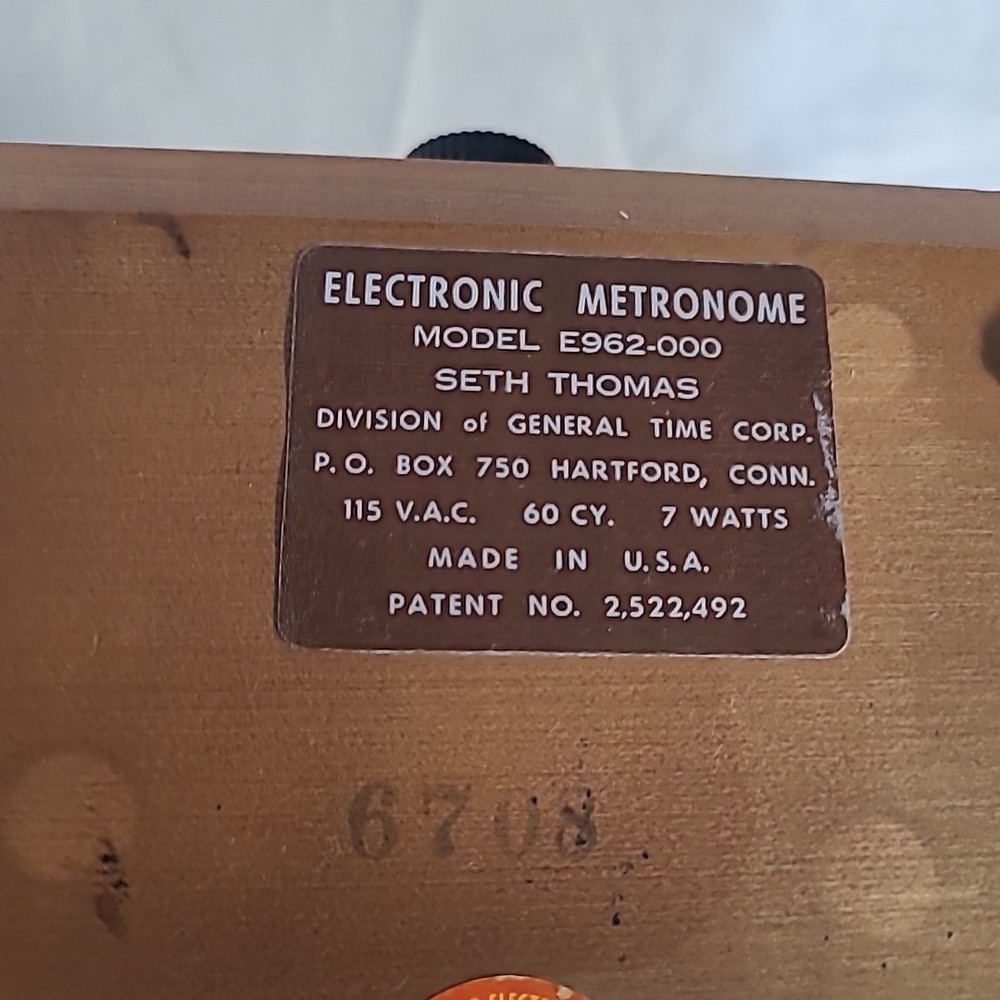 ELECTRONIC METRONOME
MODEL E962-000
SETH THOMAS
DIVISION of GENERAL TIME CORP.
P. O. BOX 750 HARTFORD, CONN.
115 V.A.C. 60 CY. 7 WATTS
MADE IN U.S.A.
PATENT NO. 2,522,492
6708